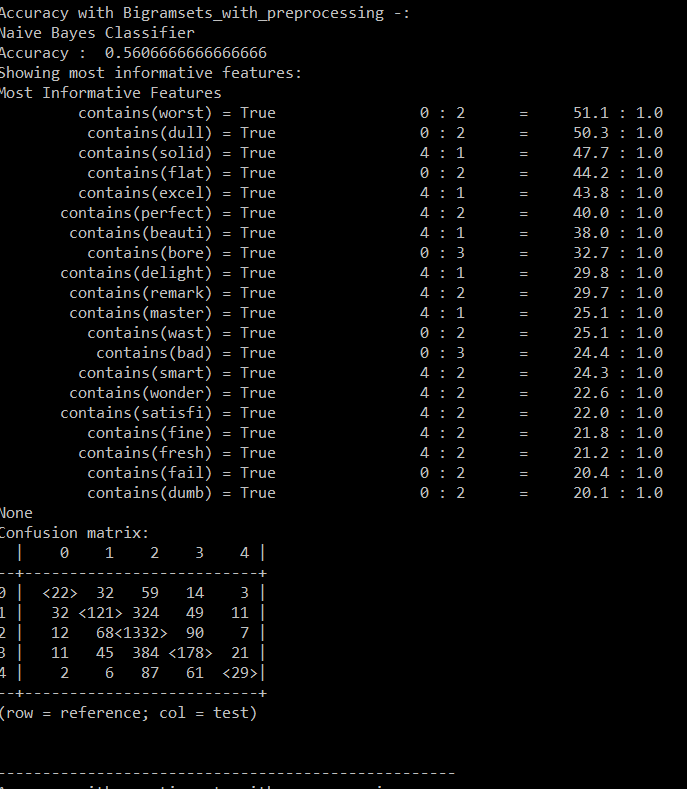 Accuracy with Bigramsets_with_preprocessing -:
Naive Bayes Classifier
Accuracy :  0.5606666666666666
Showing most informative features:
Most Informative Features
contains(worst) = True 0 : 2 = 51.1 : 1.0
contains(dull) = True 0 : 2 = 50.3 : 1.0
contains(solid) = True 4 : 1 = 47.7 : 1.0
contains(flat) = True 0 : 2 = 44.2 : 1.0
contains(excel) = True 4 : 1 = 43.8 : 1.0
contains(perfect) = True 4 : 2 = 40.0 : 1.0
contains(beauti) = True 4 : 1 = 38.0 : 1.0
contains(bore) = True 0 : 3 = 32.7 : 1.0
contains(delight) = True 4 : 1 = 29.8 : 1.0
contains(remark) = True 4 : 2 = 29.7 : 1.0
contains(master) = True 4 : 1 = 25.1 : 1.0
contains(wast) = True 0 : 2 = 25.1 : 1.0
contains(bad) = True 0 : 3 = 24.4 : 1.0
contains(smart) = True 4 : 2 = 24.3 : 1.0
contains(wonder) = True 4 : 2 = 22.6 : 1.0
contains(satisfi) = True 4 : 2 = 22.0 : 1.0
contains(fine) = True 4 : 2 = 21.8 : 1.0
contains(fresh) = True 4 : 2 = 21.2 : 1.0
contains(fail) = True 0 : 2 = 20.4 : 1.0
contains(dumb) = True 0 : 2 = 20.1 : 1.0
None
Confusion matrix:
  |    0    1    2    3    4 |
--+--------------------------+
0 |  <22>  32   59   14    3 |
1 |   32 <121> 324   49   11 |
2 |   12   68<1332>  90    7 |
3 |   11   45  384 <178>  21 |
4 |    2    6   87   61  <29>|
--+--------------------------+
(row = reference; col = test)
---------------------------------------------------